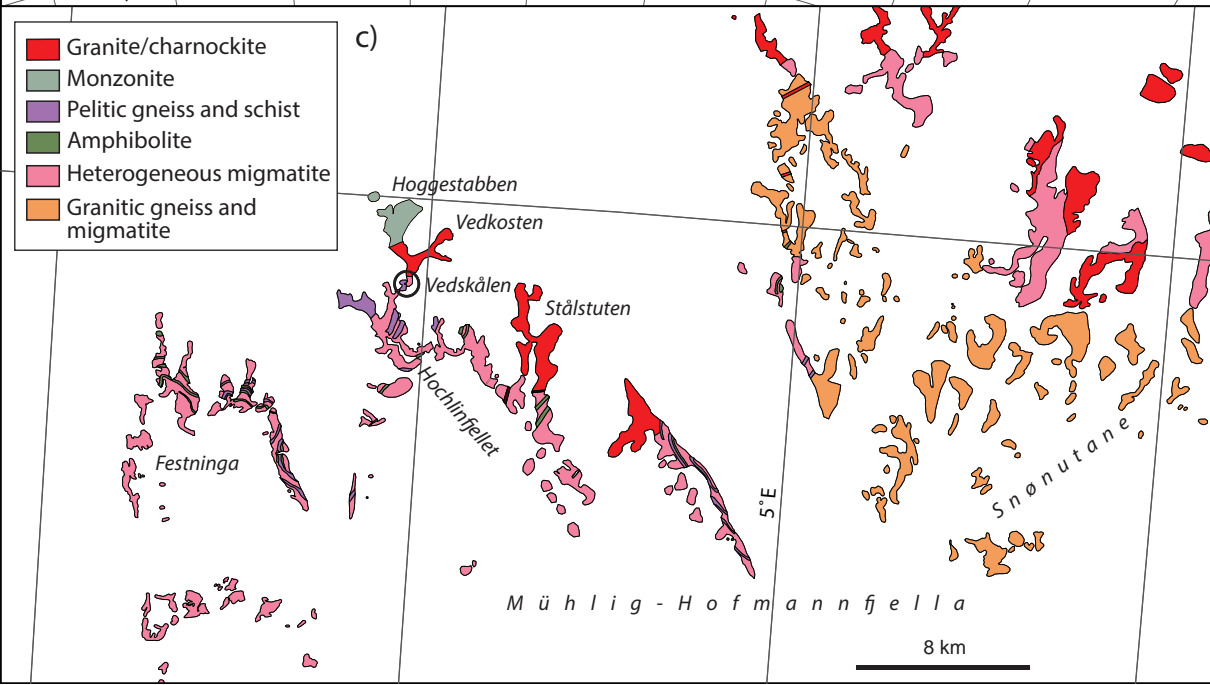 c)
Granite/charnockite
Monzonite
Pelitic gneiss and schist
Amphibolite
Heterogeneous migmatite
Granitic gneiss and
migmatite
Hoggestabben
Vedkosten
Vedskålen
Stålstuten
Hochlinfjellet
Festninga
5°E
Snønutane
Mühlig-Hofmannfjella
8 km